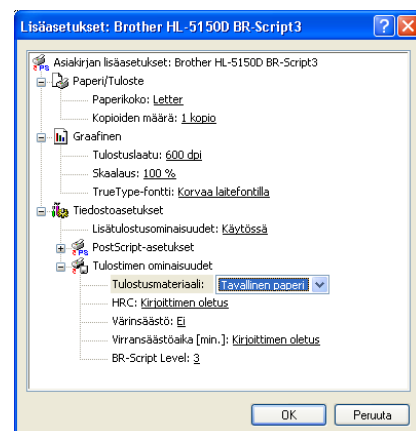 Lisäasetukset: Brother HL-5150D BR-Script3
Asiakirjan lisäasetukset: Brother HL-5150D BR-Script3
Paperi/Tuloste
Paperikoko: Letter
Kopioiden määrä: 1 kopio
Graafinen
Tulostuslaatu: 600 dpi
Skaalaus: 100 %
TrueType-fontti: Korvaa laitefontilla
Tiedostoasetukset
Lisätulostusominaisuudet: Käytössä
PostScript-asetukset
Tulostimen ominaisuudet
Tulostusmateriaali: Tavallinen paperi
HRC: Kirjoittimen oletus
Värinsäästö: Ei
Virransäästöaika [min.]: Kirjoittimen oletus
BR-Script Level: 3
OK Peruuta